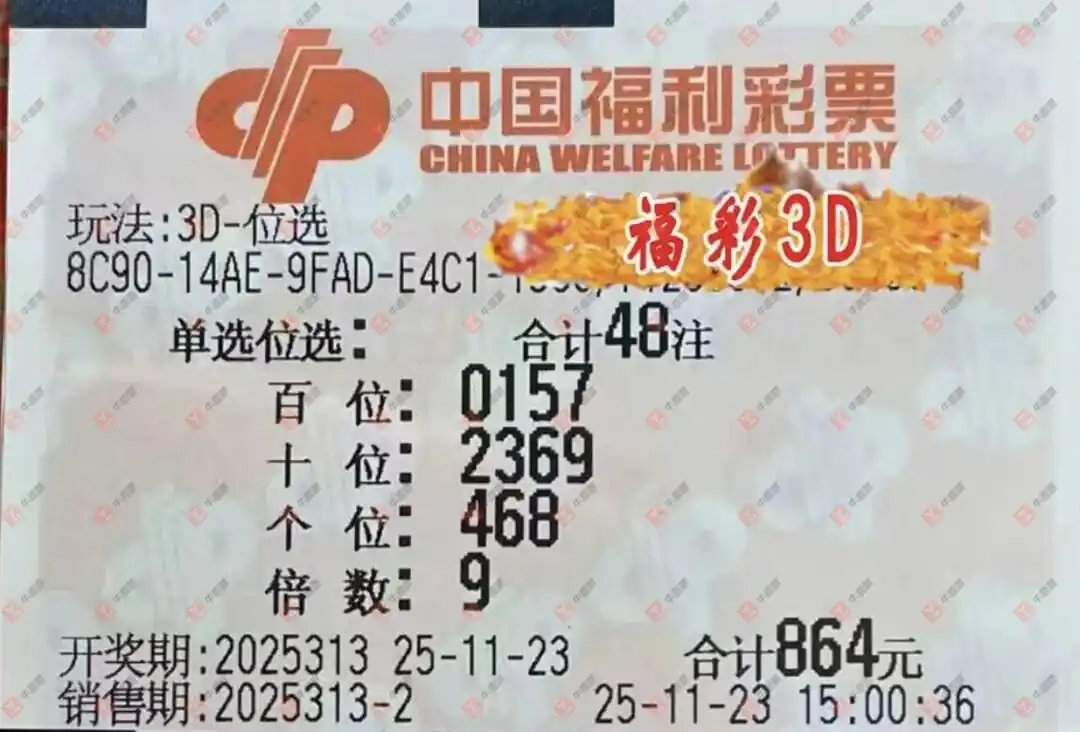 中国福利彩票
CHINA WELFARE LOTTERY
福彩3D
玩法:3D-位选
8C90-14AE-9FAD-E4C1-
单选位选: 合计48注
百 位: 0157
十 位: 2369
个 位: 468
倍 数: 9
开奖期:2025313 25-11-23 合计864元
销售期:2025313-2 25-11-23 15:00:36